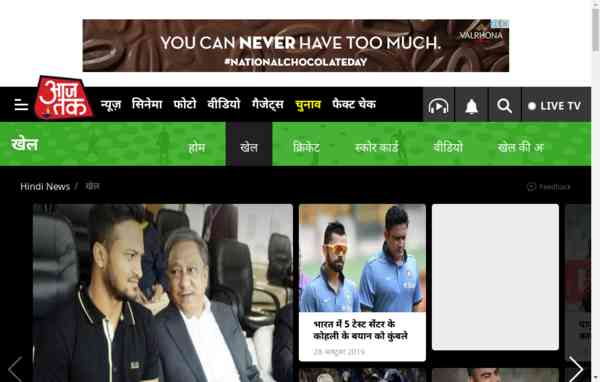 YOU CAN NEVER HAVE TOO MUCH.
#NATIONALCHOCOLATEDAY
VALRHONA
आज तक
न्यूज़ सिनेमा फोटो वीडियो गैजेट्स चुनाव फैक्ट चेक
LIVE TV
खेल
होम खेल क्रिकेट स्कोर कार्ड वीडियो खेल की अ
Hindi News / खेल
Feedback
भारत में 5 टेस्ट सेंटर के
कोहली के बयान को कुंबले
28 अक्टूबर 2019